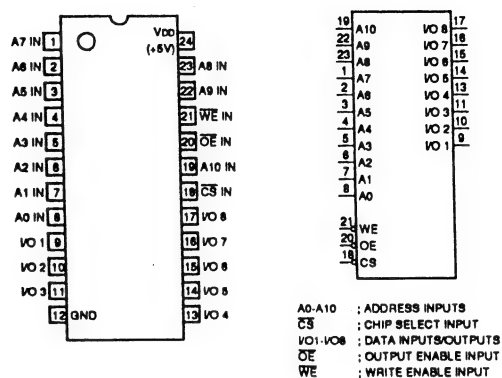 A7 IN 1
A6 IN 2
A5 IN 3
A4 IN 4
A3 IN 5
A2 IN 6
A1 IN 7
A0 IN 8
I/O 1 9
I/O 2 10
I/O 3 11
12 GND
VDD 24
(+5V)
23 A8 IN
22 A9 IN
21 WE IN
20 OE IN
19 A10 IN
18 CS IN
17 I/O 8
16 I/O 7
15 I/O 6
14 I/O 5
13 I/O 4
19 A10
22 A9
23 A8
1 A7
2 A6
3 A5
4 A4
5 A3
6 A2
7 A1
8 A0
21 WE
20 OE
18 CS
I/O 8 17
I/O 7 16
I/O 6 15
I/O 5 14
I/O 4 13
I/O 3 11
I/O 2 10
I/O 1 9
A0-A10 ; ADDRESS INPUTS
CS ; CHIP SELECT INPUT
I/O1-I/O8 ; DATA INPUTS/OUTPUTS
OE ; OUTPUT ENABLE INPUT
WE ; WRITE ENABLE INPUT